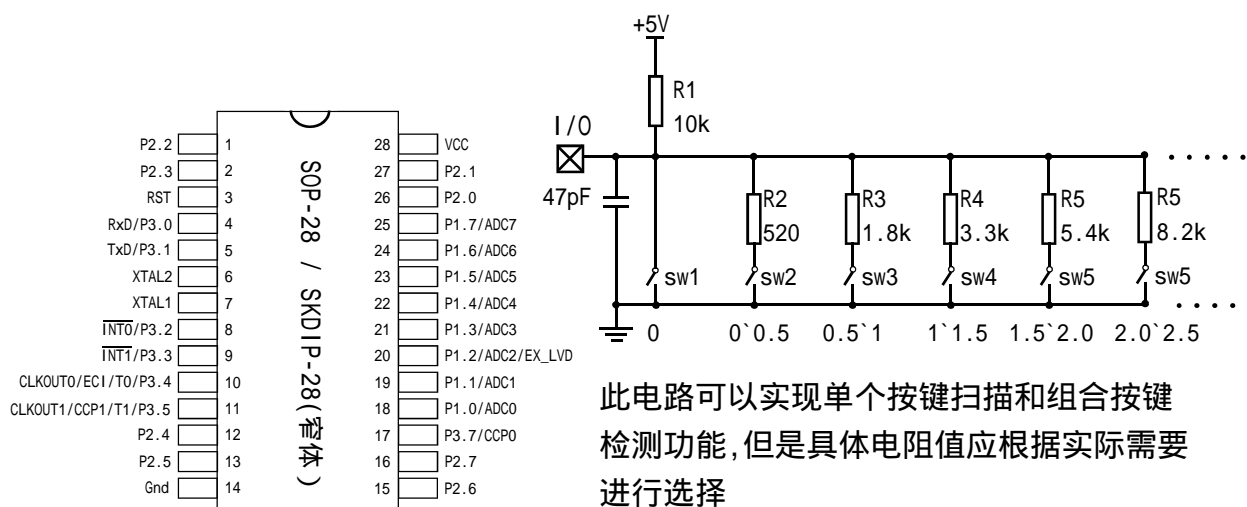 P2.2 1 28 VCC
P2.3 2 27 P2.1
RST 3 26 P2.0
RxD/P3.0 4 25 P1.7/ADC7
TxD/P3.1 5 24 P1.6/ADC6
XTAL2 6 23 P1.5/ADC5
XTAL1 7 22 P1.4/ADC4
INT0/P3.2 8 21 P1.3/ADC3
INT1/P3.3 9 20 P1.2/ADC2/EX_LVD
CLKOUT0/ECI/T0/P3.4 10 19 P1.1/ADC1
CLKOUT1/CCP1/T1/P3.5 11 18 P1.0/ADC0
P2.4 12 17 P3.7/CCP0
P2.5 13 16 P2.7
Gnd 14 15 P2.6
SOP-28 / SKDIP-28(窄体)
+5V
R1
10k
I/O
47pF
R2 R3 R4 R5 R5
520 1.8k 3.3k 5.4k 8.2k
sw1 sw2 sw3 sw4 sw5 sw5
0 0`0.5 0.5`1 1`1.5 1.5`2.0 2.0`2.5
此电路可以实现单个按键扫描和组合按键
检测功能,但是具体电阻值应根据实际需要
进行选择